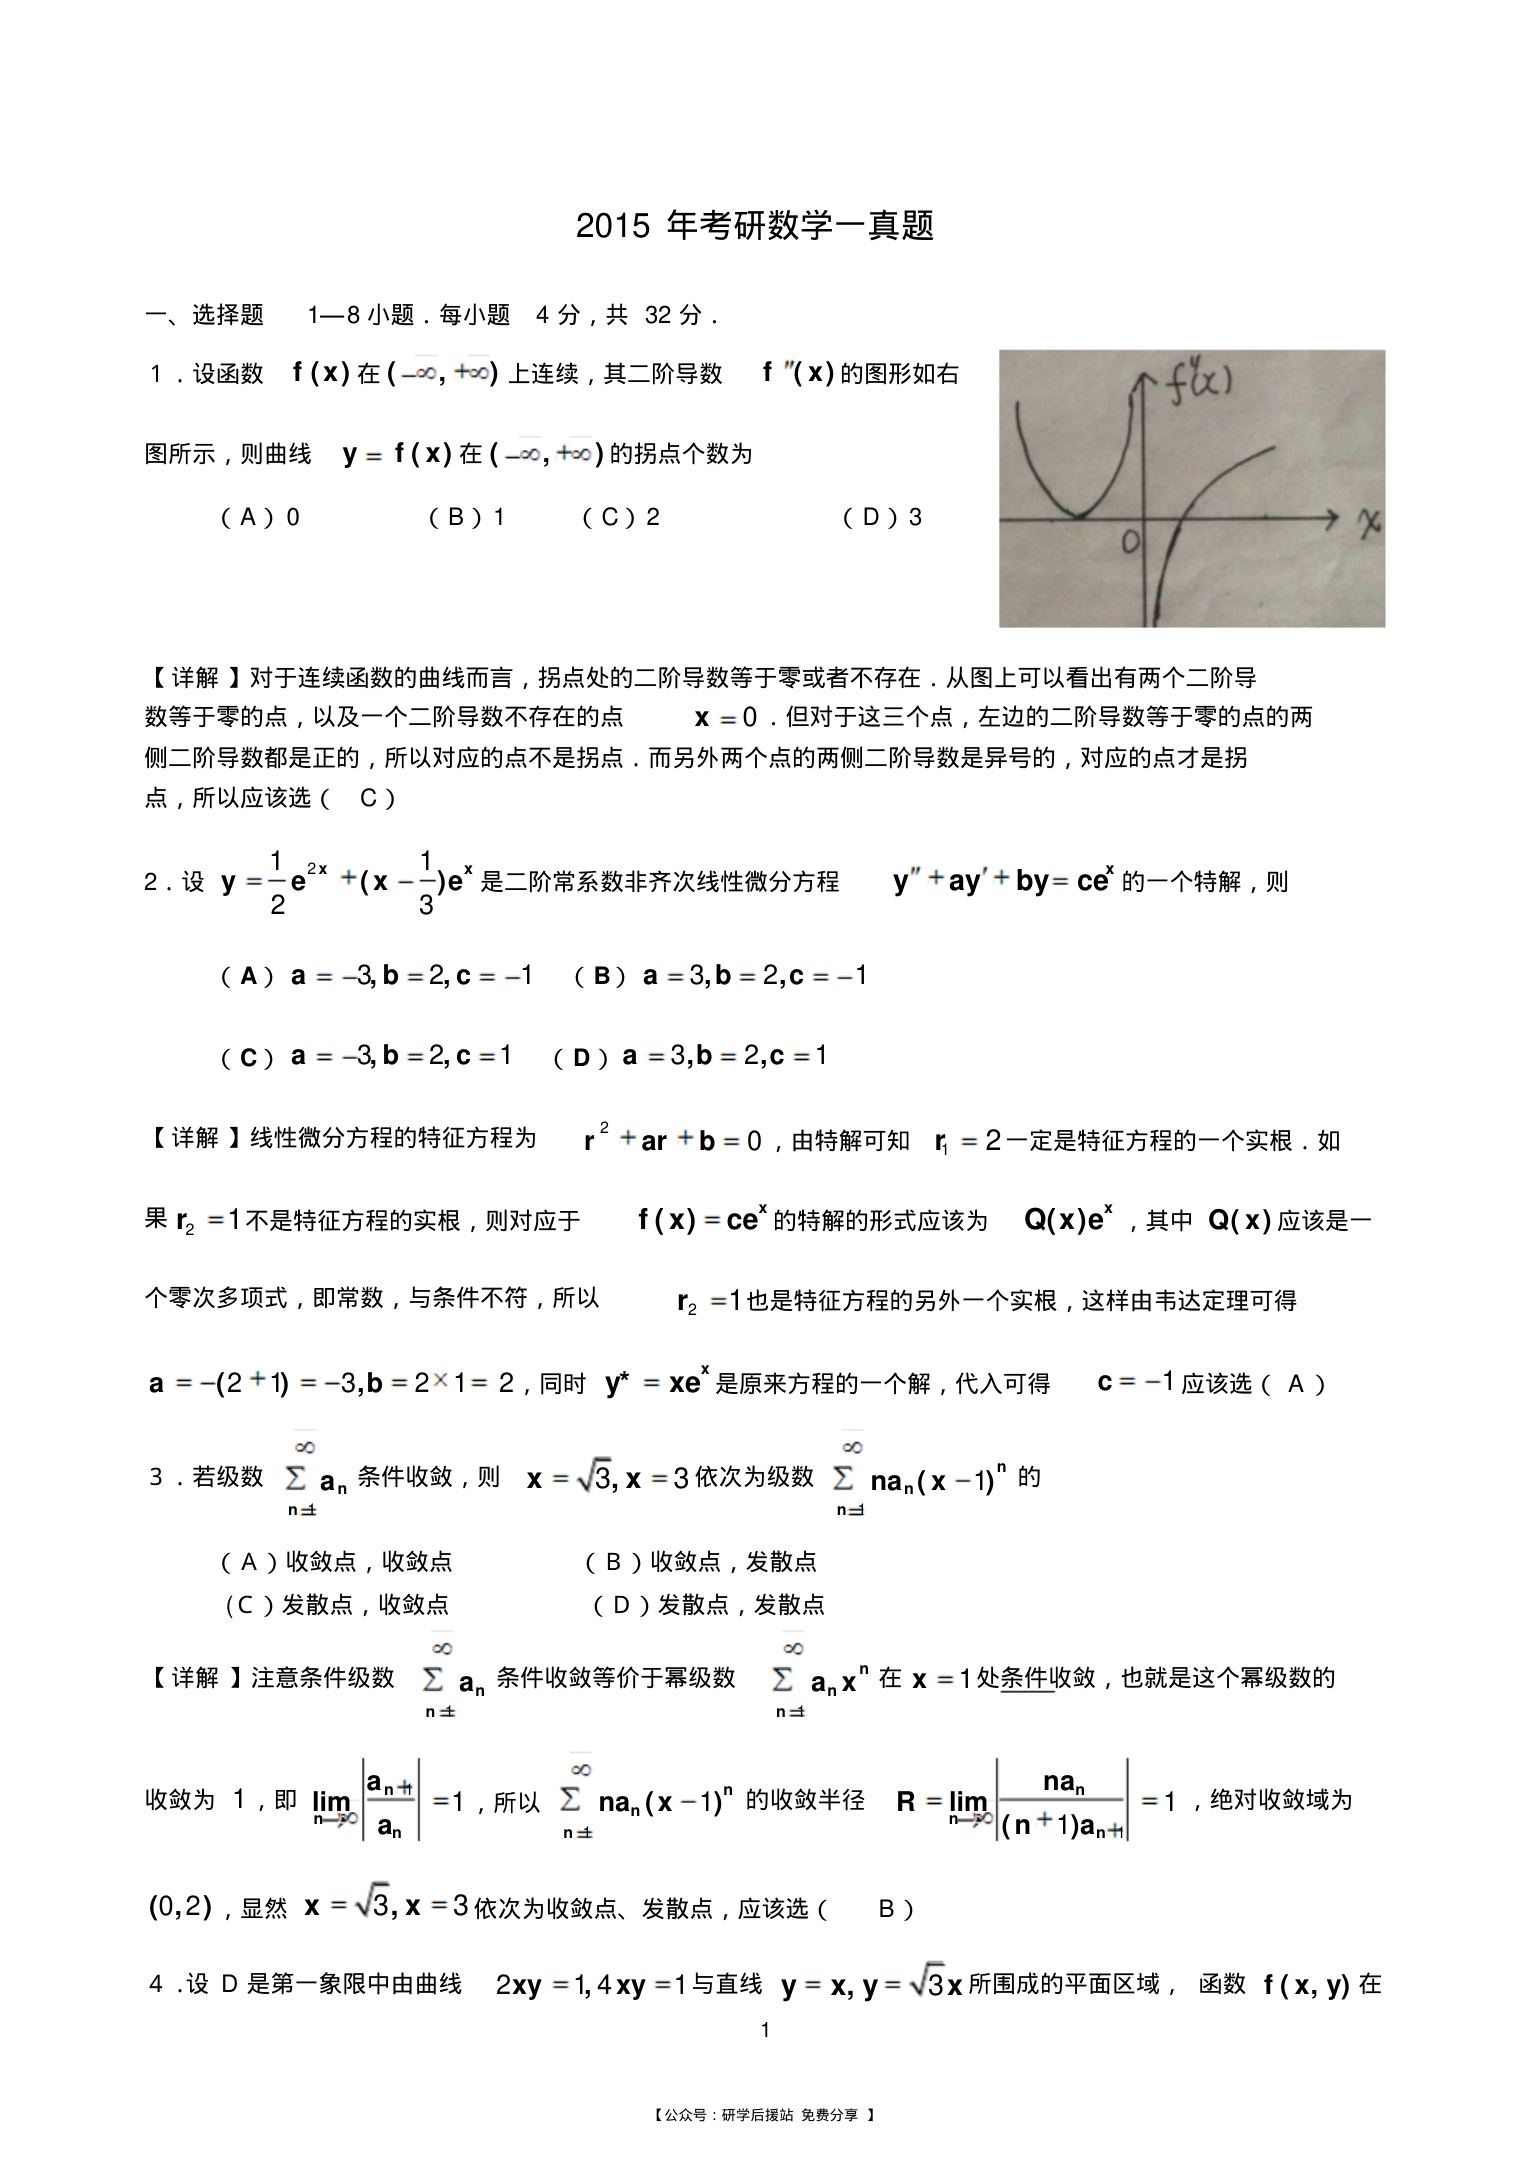 2015 年考研数学一真题
一、选择题 1—8 小题．每小题 4 分，共 32 分．
1．设函数 f(x) 在 (−∞, +∞) 上连续，其二阶导数 f″(x) 的图形如右
图所示，则曲线 y = f(x) 在 (−∞, +∞) 的拐点个数为
（A）0 （B）1 （C）2 （D）3
f″(x)
x
0
【详解】对于连续函数的曲线而言，拐点处的二阶导数等于零或者不存在．从图上可以看出有两个二阶导
数等于零的点，以及一个二阶导数不存在的点 x = 0．但对于这三个点，左边的二阶导数等于零的点的两
侧二阶导数都是正的，所以对应的点不是拐点．而另外两个点的两侧二阶导数是异号的，对应的点才是拐
点，所以应该选（ C ）
2．设 y = 1/2 e^{2x} + (x − 1/3)e^x 是二阶常系数非齐次线性微分方程 y″ + ay′ + by = ce^x 的一个特解，则
（A）a = −3, b = 2, c = −1 （B）a = 3, b = 2, c = −1
（C）a = −3, b = 2, c = 1 （D）a = 3, b = 2, c = 1
【详解】线性微分方程的特征方程为 r² + ar + b = 0，由特解可知 r₁ = 2 一定是特征方程的一个实根．如
果 r₂ = 1 不是特征方程的实根，则对应于 f(x) = ce^x 的特解的形式应该为 Q(x)e^x，其中 Q(x) 应该是一
个零次多项式，即常数，与条件不符，所以 r₂ = 1 也是特征方程的另外一个实根，这样由韦达定理可得
a = −(2 + 1) = −3, b = 2 × 1 = 2，同时 y* = xe^x 是原来方程的一个解，代入可得 c = −1 应该选（ A ）
3．若级数 ∑_{n=1}^{∞} a_n 条件收敛，则 x = √3, x = 3 依次为级数 ∑_{n=1}^{∞} na_n(x − 1)^n 的
（A）收敛点，收敛点 （B）收敛点，发散点
（C）发散点，收敛点 （D）发散点，发散点
【详解】注意条件级数 ∑_{n=1}^{∞} a_n 条件收敛等价于幂级数 ∑_{n=1}^{∞} a_n x^n 在 x = 1 处条件收敛，也就是这个幂级数的
收敛为 1，即 lim_{n→∞} |a_{n+1}/a_n| = 1，所以 ∑_{n=1}^{∞} na_n(x − 1)^n 的收敛半径 R = lim_{n→∞} |na_n/((n + 1)a_{n+1})| = 1，绝对收敛域为
(0, 2)，显然 x = √3, x = 3 依次为收敛点、发散点，应该选（ B ）
4．设 D 是第一象限中由曲线 2xy = 1, 4xy = 1 与直线 y = x, y = √3x 所围成的平面区域， 函数 f(x, y) 在
1
【公众号：研学后援站 免费分享 】